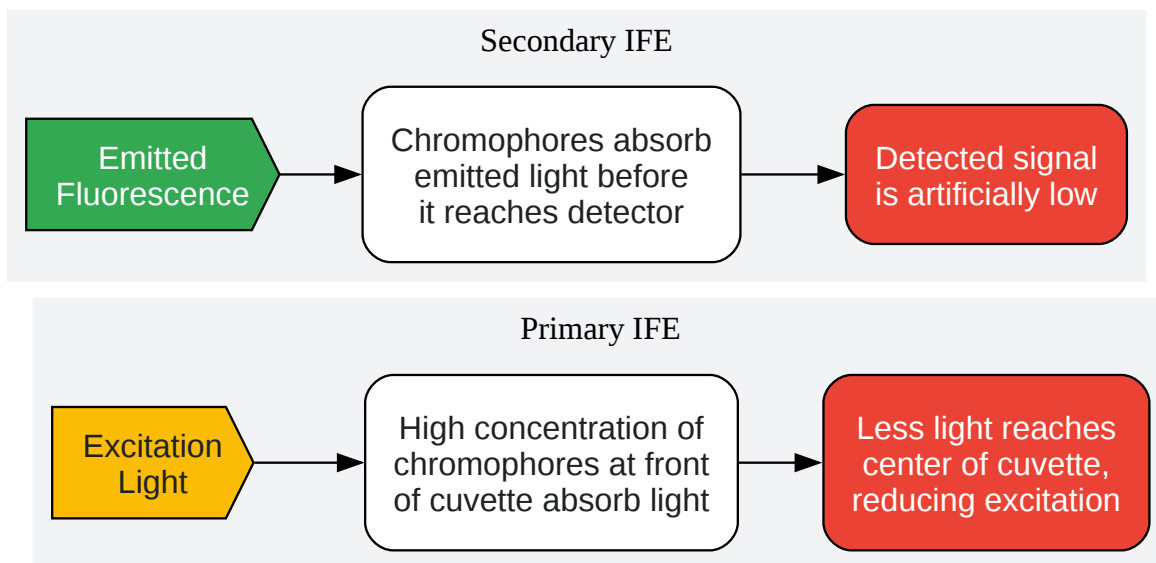 Secondary IFE
Emitted
Fluorescence
Chromophores absorb
emitted light before
it reaches detector
Detected signal
is artificially low
Primary IFE
Excitation
Light
High concentration of
chromophores at front
of cuvette absorb light
Less light reaches
center of cuvette,
reducing excitation